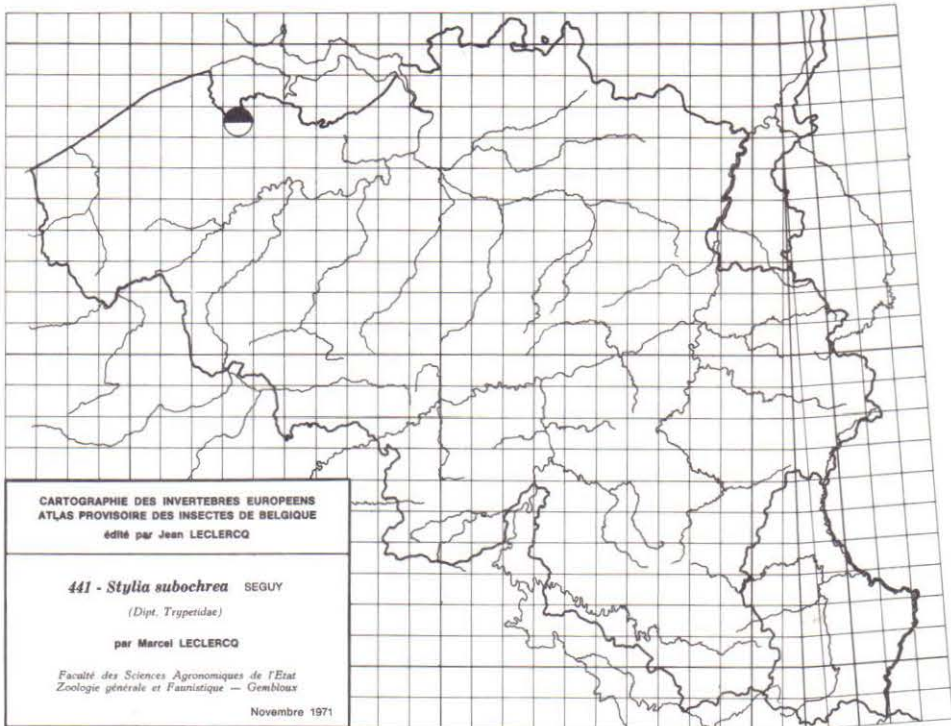 CARTOGRAPHIE DES INVERTEBRES EUROPEENS
ATLAS PROVISOIRE DES INSECTES DE BELGIQUE
édité par Jean LECLERCQ
441 - Stylia subochrea SEGUY
(Dipt. Trypetidae)
par Marcel LECLERCQ
Faculté des Sciences Agronomiques de l'Etat
Zoologie générale et Faunistique — Gembloux
Novembre 1971